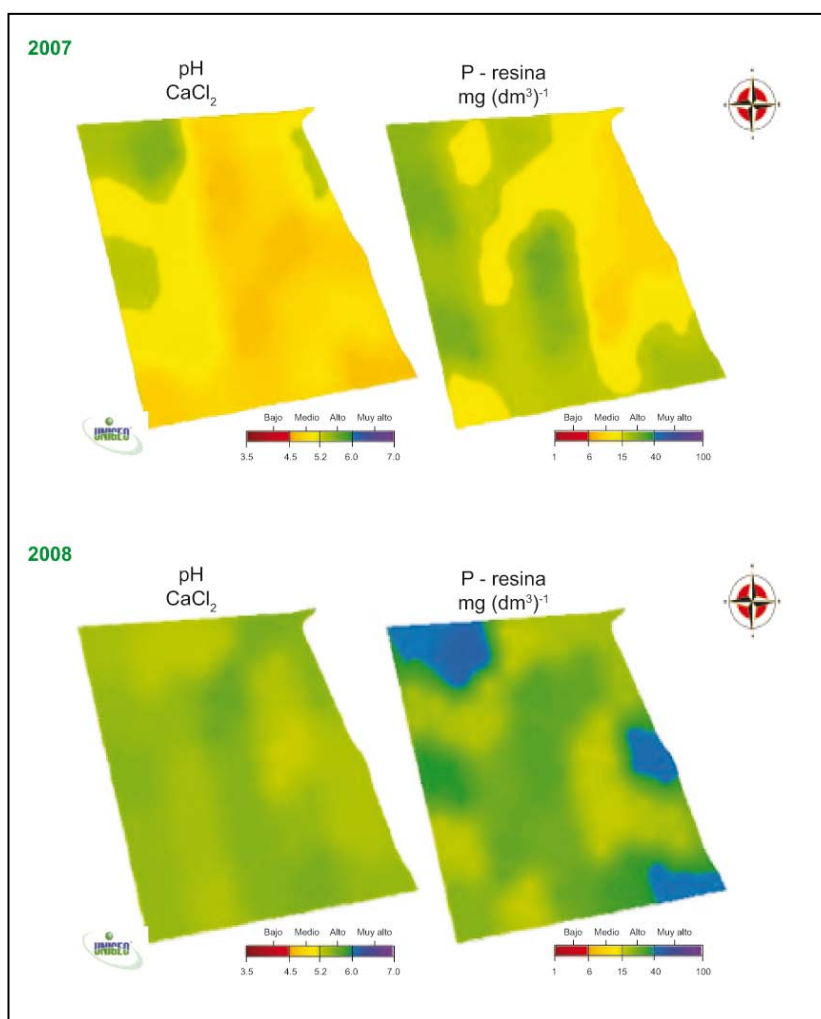 2007
pH
CaCl₂
P - resina
mg (dm³)⁻¹
UNIGEO
Bajo Medio Alto Muy alto
3.5 4.5 5.2 6.0 7.0
Bajo Medio Alto Muy alto
1 6 15 40 100
2008
pH
CaCl₂
P - resina
mg (dm³)⁻¹
UNIGEO
Bajo Medio Alto Muy alto
3.5 4.5 5.2 6.0 7.0
Bajo Medio Alto Muy alto
1 6 15 40 100